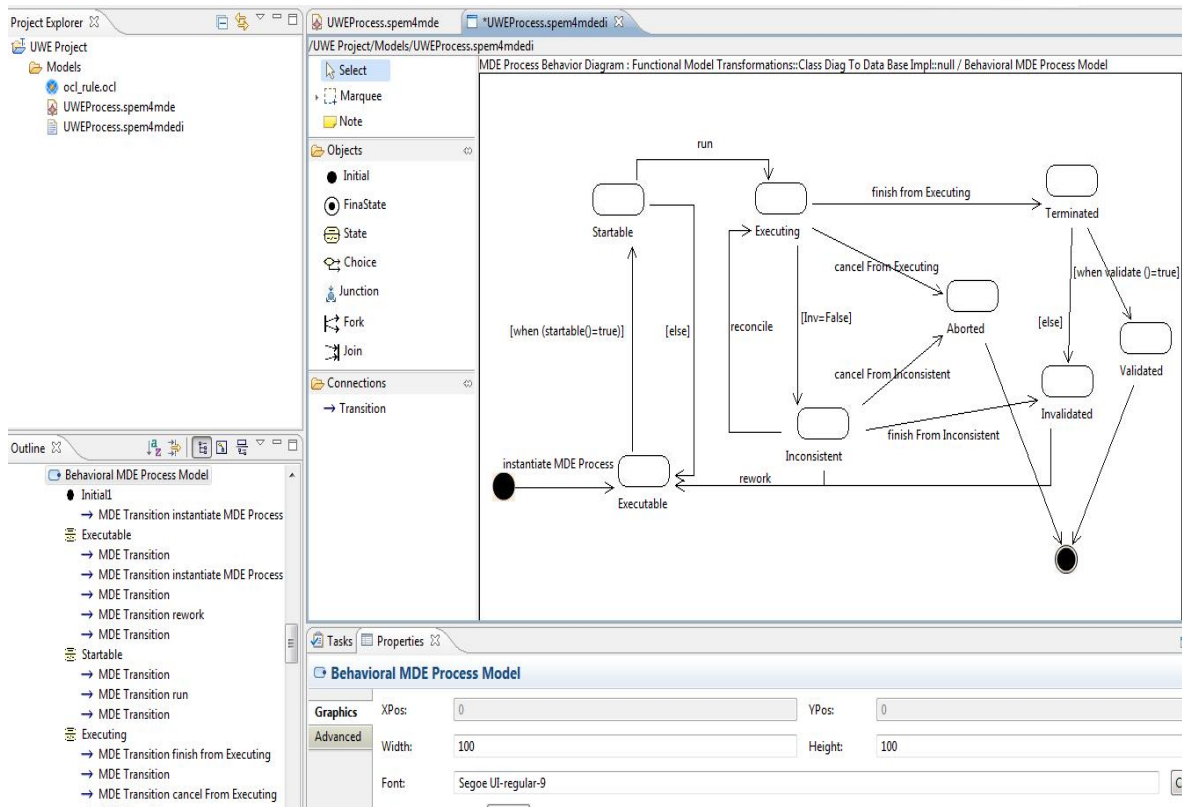 Project Explorer
UWE Project
Models
ocl_rule.ocl
UWEProcess.spem4mde
UWEProcess.spem4mdedi
UWEProcess.spem4mde
*UWEProcess.spem4mdedi
/UWE Project/Models/UWEProcess.spem4mdedi
Select
Marquee
Note
Objects
Initial
FinaState
State
Choice
Junction
Fork
Join
Connections
Transition
MDE Process Behavior Diagram : Functional Model Transformations::Class Diag To Data Base Impl::null / Behavioral MDE Process Model
run
Startable
Executing
finish from Executing
Terminated
cancel From Executing
[when validate ()=true]
[when (startable()=true)]
[else]
reconcile
[Inv=False]
Aborted
[else]
Validated
cancel From Inconsistent
Invalidated
finish From Inconsistent
Inconsistent
instantiate MDE Process
rework
Executable
Outline
Behavioral MDE Process Model
Initial1
MDE Transition instantiate MDE Process
Executable
MDE Transition
MDE Transition instantiate MDE Process
MDE Transition
MDE Transition rework
MDE Transition
Startable
MDE Transition
MDE Transition run
MDE Transition
Executing
MDE Transition finish from Executing
MDE Transition
MDE Transition cancel From Executing
Tasks
Properties
Behavioral MDE Process Model
Graphics
Advanced
XPos:
0
YPos:
0
Width:
100
Height:
100
Font:
Segoe UI-regular-9